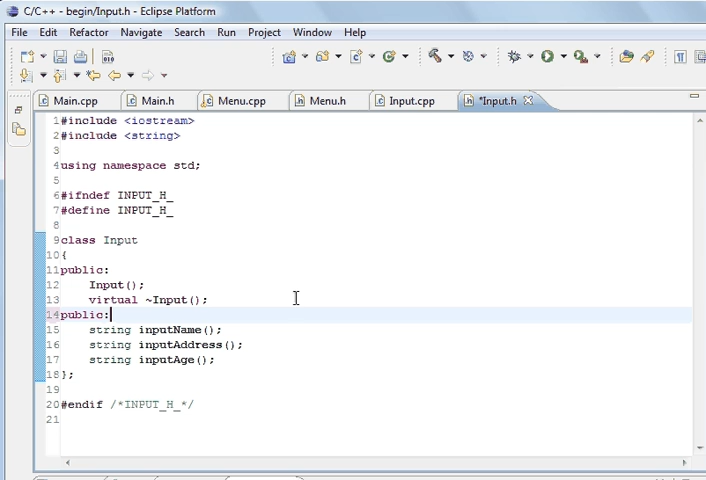 C/C++ - begin/Input.h - Eclipse Platform
File Edit Refactor Navigate Search Run Project Window Help
Main.cpp Main.h Menu.cpp Menu.h Input.cpp *Input.h
1#include <iostream>
2#include <string>
3
4using namespace std;
5
6#ifndef INPUT_H_
7#define INPUT_H_
8
9class Input
10{
11public:
12    Input();
13    virtual ~Input();
14public:
15    string inputName();
16    string inputAddress();
17    string inputAge();
18};
19
20#endif /*INPUT_H_*/
21